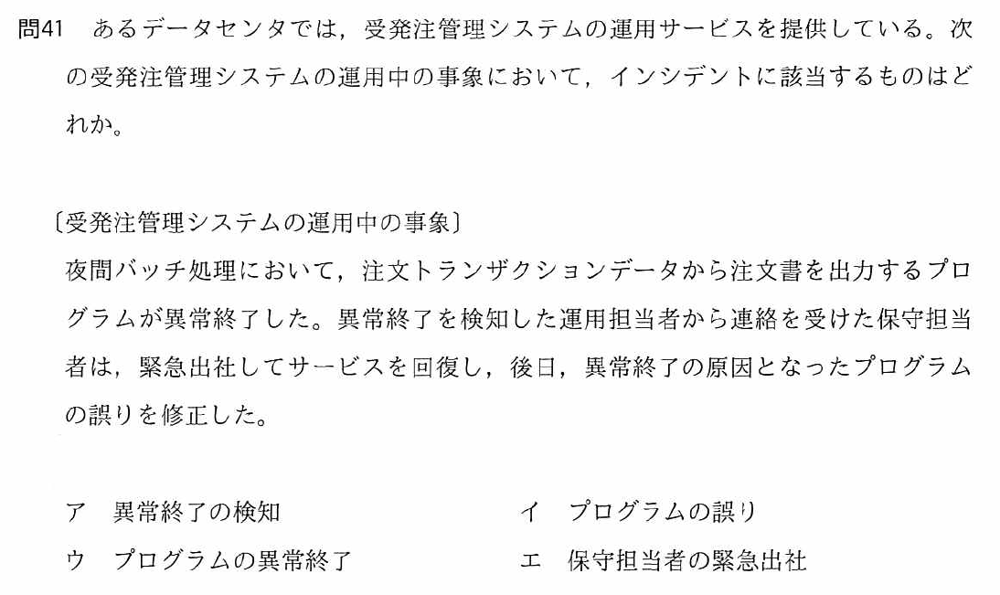 問41　あるデータセンタでは，受発注管理システムの運用サービスを提供している。次
の受発注管理システムの運用中の事象において，インシデントに該当するものはど
れか。
〔受発注管理システムの運用中の事象〕
夜間バッチ処理において，注文トランザクションデータから注文書を出力するプロ
グラムが異常終了した。異常終了を検知した運用担当者から連絡を受けた保守担当
者は，緊急出社してサービスを回復し，後日，異常終了の原因となったプログラム
の誤りを修正した。
ア　異常終了の検知　　イ　プログラムの誤り
ウ　プログラムの異常終了　　エ　保守担当者の緊急出社